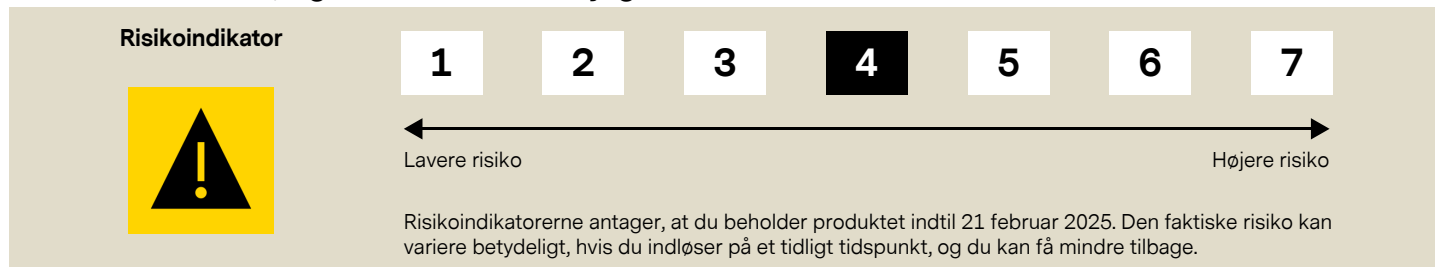 Risikoindikator
1 2 3 4 5 6 7
Lavere risiko Højere risiko
Risikoindikatorerne antager, at du beholder produktet indtil 21 februar 2025. Den faktiske risiko kan
variere betydeligt, hvis du indløser på et tidligt tidspunkt, og du kan få mindre tilbage.